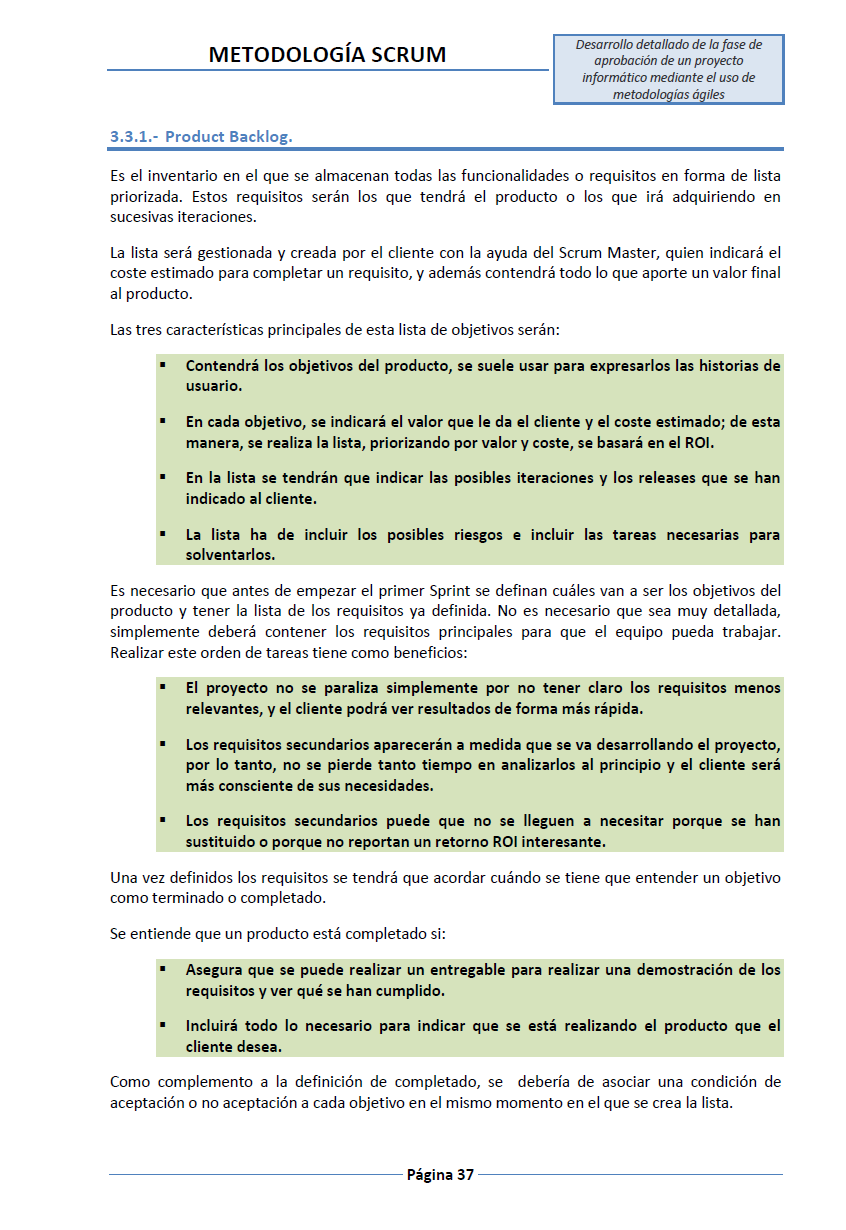 METODOLOGÍA SCRUM
Desarrollo detallado de la fase de
aprobación de un proyecto
informático mediante el uso de
metodologías ágiles
3.3.1.- Product Backlog.
Es el inventario en el que se almacenan todas las funcionalidades o requisitos en forma de lista
priorizada. Estos requisitos serán los que tendrá el producto o los que irá adquiriendo en
sucesivas iteraciones.
La lista será gestionada y creada por el cliente con la ayuda del Scrum Master, quien indicará el
coste estimado para completar un requisito, y además contendrá todo lo que aporte un valor final
al producto.
Las tres características principales de esta lista de objetivos serán:
▪ Contendrá los objetivos del producto, se suele usar para expresarlos las historias de
usuario.
▪ En cada objetivo, se indicará el valor que le da el cliente y el coste estimado; de esta
manera, se realiza la lista, priorizando por valor y coste, se basará en el ROI.
▪ En la lista se tendrán que indicar las posibles iteraciones y los releases que se han
indicado al cliente.
▪ La lista ha de incluir los posibles riesgos e incluir las tareas necesarias para
solventarlos.
Es necesario que antes de empezar el primer Sprint se definan cuáles van a ser los objetivos del
producto y tener la lista de los requisitos ya definida. No es necesario que sea muy detallada,
simplemente deberá contener los requisitos principales para que el equipo pueda trabajar.
Realizar este orden de tareas tiene como beneficios:
▪ El proyecto no se paraliza simplemente por no tener claro los requisitos menos
relevantes, y el cliente podrá ver resultados de forma más rápida.
▪ Los requisitos secundarios aparecerán a medida que se va desarrollando el proyecto,
por lo tanto, no se pierde tanto tiempo en analizarlos al principio y el cliente será
más consciente de sus necesidades.
▪ Los requisitos secundarios puede que no se lleguen a necesitar porque se han
sustituido o porque no reportan un retorno ROI interesante.
Una vez definidos los requisitos se tendrá que acordar cuándo se tiene que entender un objetivo
como terminado o completado.
Se entiende que un producto está completado si:
▪ Asegura que se puede realizar un entregable para realizar una demostración de los
requisitos y ver qué se han cumplido.
▪ Incluirá todo lo necesario para indicar que se está realizando el producto que el
cliente desea.
Como complemento a la definición de completado, se debería de asociar una condición de
aceptación o no aceptación a cada objetivo en el mismo momento en el que se crea la lista.
Página 37